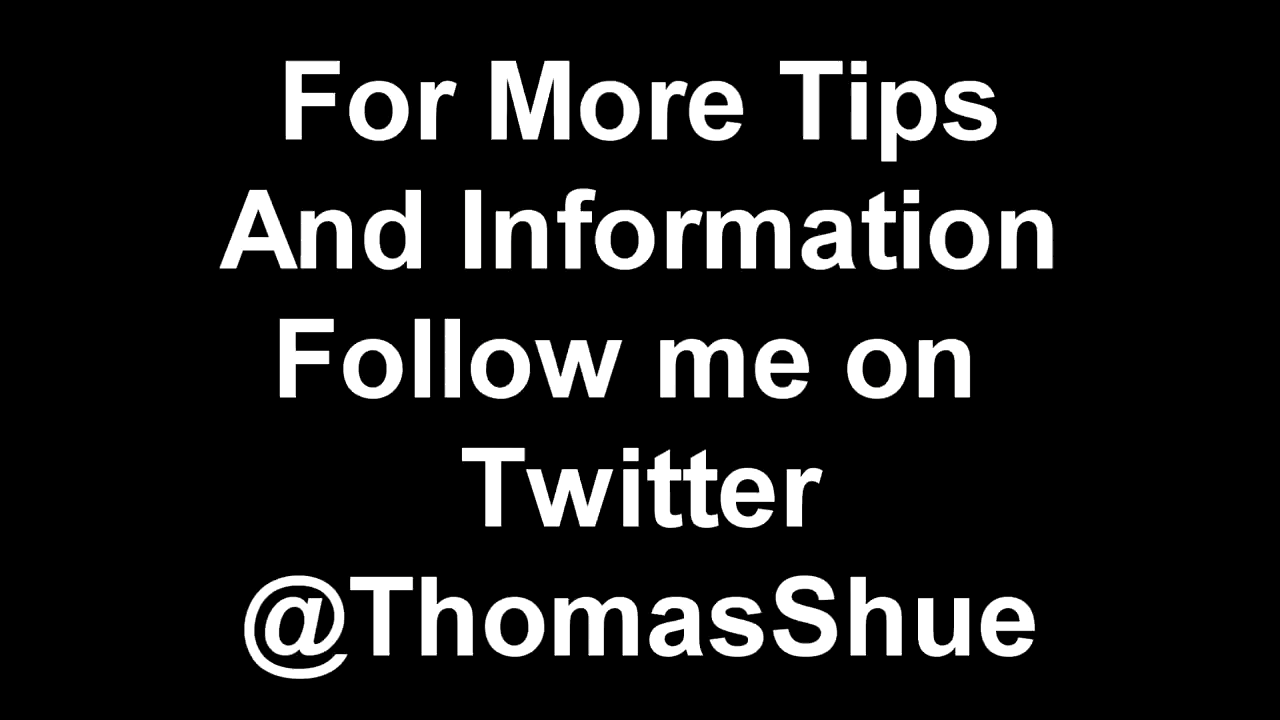 For More Tips
And Information
Follow me on
Twitter
@ThomasShue